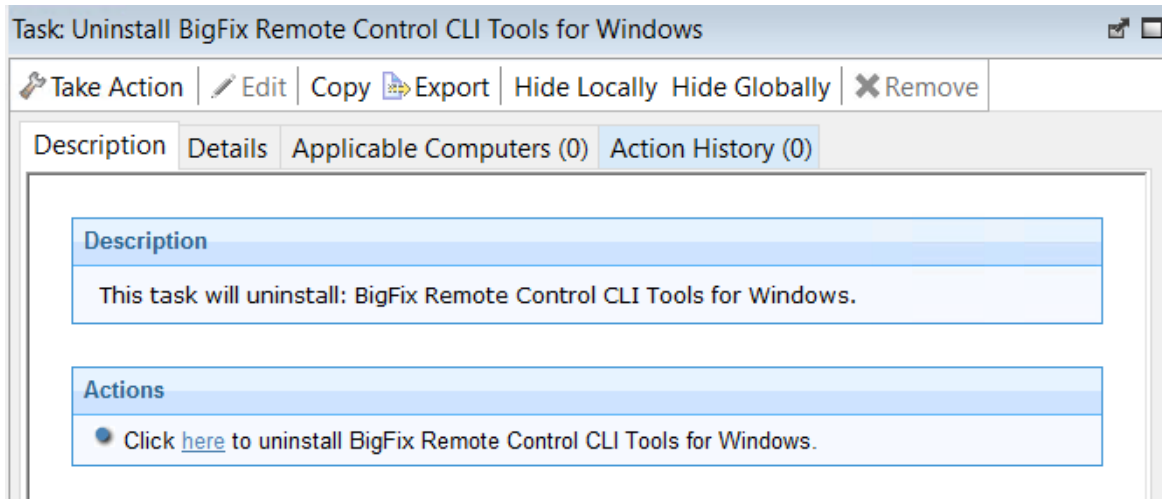 Task: Uninstall BigFix Remote Control CLI Tools for Windows
Take Action Edit Copy Export Hide Locally Hide Globally Remove
Description Details Applicable Computers (0) Action History (0)
Description
This task will uninstall: BigFix Remote Control CLI Tools for Windows.
Actions
Click here to uninstall BigFix Remote Control CLI Tools for Windows.